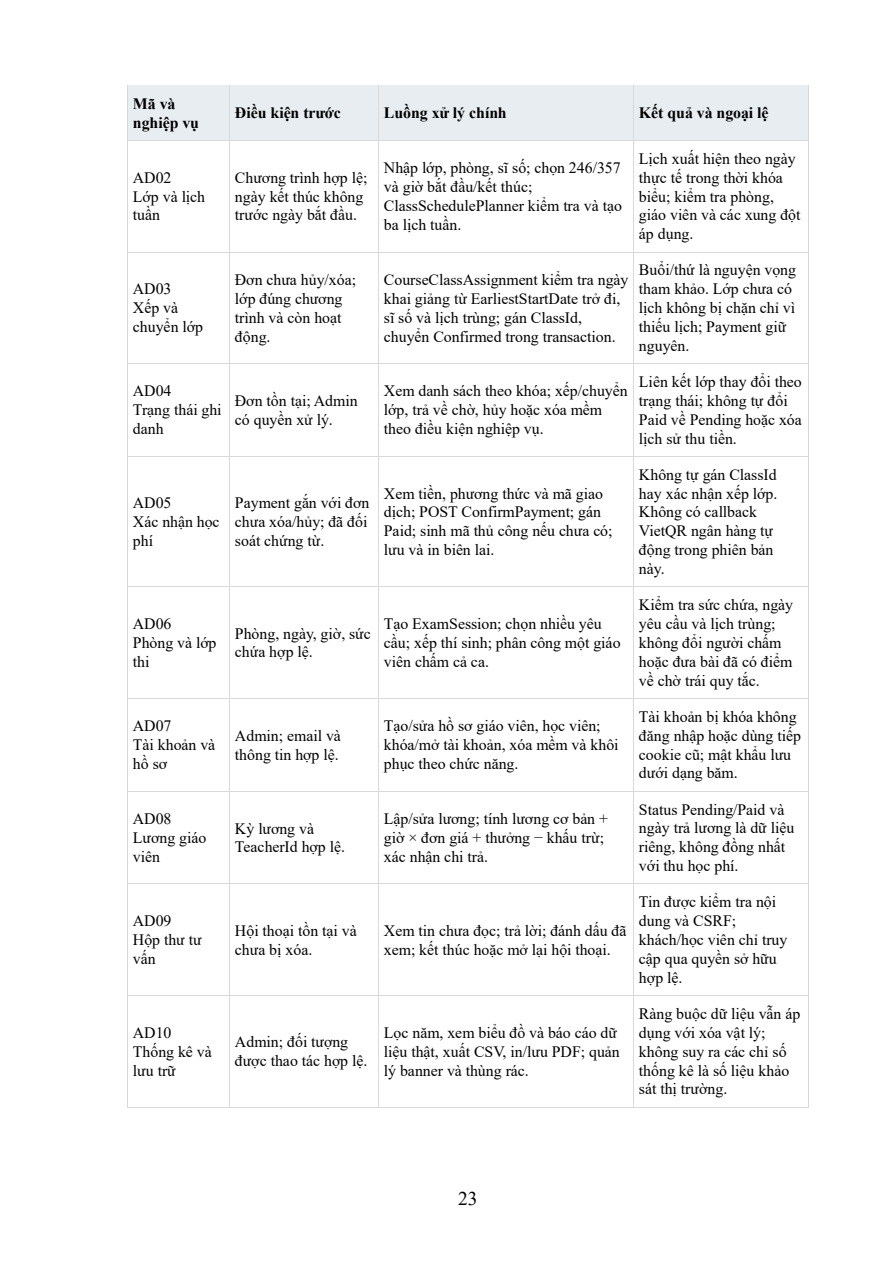 Mã và
nghiệp vụ
Điều kiện trước
Luồng xử lý chính
Kết quả và ngoại lệ
AD02
Lớp và lịch
tuần
Chương trình hợp lệ;
ngày kết thúc không
trước ngày bắt đầu.
Nhập lớp, phòng, sĩ số; chọn 246/357
và giờ bắt đầu/kết thúc;
ClassSchedulePlanner kiểm tra và tạo
ba lịch tuần.
Lịch xuất hiện theo ngày
thực tế trong thời khóa
biểu; kiểm tra phòng,
giáo viên và các xung đột
áp dụng.
AD03
Xếp và
chuyển lớp
Đơn chưa hủy/xóa;
lớp đúng chương
trình và còn hoạt
động.
CourseClassAssignment kiểm tra ngày
khai giảng từ EarliestStartDate trở đi,
sĩ số và lịch trùng; gán ClassId,
chuyển Confirmed trong transaction.
Buổi/thứ là nguyện vọng
tham khảo. Lớp chưa có
lịch không bị chặn chỉ vì
thiếu lịch; Payment giữ
nguyên.
AD04
Trạng thái ghi
danh
Đơn tồn tại; Admin
có quyền xử lý.
Xem danh sách theo khóa; xếp/chuyển
lớp, trả về chờ, hủy hoặc xóa mềm
theo điều kiện nghiệp vụ.
Liên kết lớp thay đổi theo
trạng thái; không tự đổi
Paid về Pending hoặc xóa
lịch sử thu tiền.
AD05
Xác nhận học
phí
Payment gắn với đơn
chưa xóa/hủy; đã đối
soát chứng từ.
Xem tiền, phương thức và mã giao
dịch; POST ConfirmPayment; gán
Paid; sinh mã thủ công nếu chưa có;
lưu và in biên lai.
Không tự gán ClassId
hay xác nhận xếp lớp.
Không có callback
VietQR ngân hàng tự
động trong phiên bản
này.
AD06
Phòng và lớp
thi
Phòng, ngày, giờ, sức
chứa hợp lệ.
Tạo ExamSession; chọn nhiều yêu
cầu; xếp thí sinh; phân công một giáo
viên chấm cả ca.
Kiểm tra sức chứa, ngày
yêu cầu và lịch trùng;
không đổi người chấm
hoặc đưa bài đã có điểm
về chờ trái quy tắc.
AD07
Tài khoản và
hồ sơ
Admin; email và
thông tin hợp lệ.
Tạo/sửa hồ sơ giáo viên, học viên;
khóa/mở tài khoản, xóa mềm và khôi
phục theo chức năng.
Tài khoản bị khóa không
đăng nhập hoặc dùng tiếp
cookie cũ; mật khẩu lưu
dưới dạng băm.
AD08
Lương giáo
viên
Kỳ lương và
TeacherId hợp lệ.
Lập/sửa lương; tính lương cơ bản +
giờ × đơn giá + thưởng − khấu trừ;
xác nhận chi trả.
Status Pending/Paid và
ngày trả lương là dữ liệu
riêng, không đồng nhất
với thu học phí.
AD09
Hộp thư tư
vấn
Hội thoại tồn tại và
chưa bị xóa.
Xem tin chưa đọc; trả lời; đánh dấu đã
xem; kết thúc hoặc mở lại hội thoại.
Tin được kiểm tra nội
dung và CSRF;
khách/học viên chỉ truy
cập qua quyền sở hữu
hợp lệ.
AD10
Thống kê và
lưu trữ
Admin; đối tượng
được thao tác hợp lệ.
Lọc năm, xem biểu đồ và báo cáo dữ
liệu thật, xuất CSV, in/lưu PDF; quản
lý banner và thùng rác.
Ràng buộc dữ liệu vẫn áp
dụng với xóa vật lý;
không suy ra các chỉ số
thống kê là số liệu khảo
sát thị trường.
23